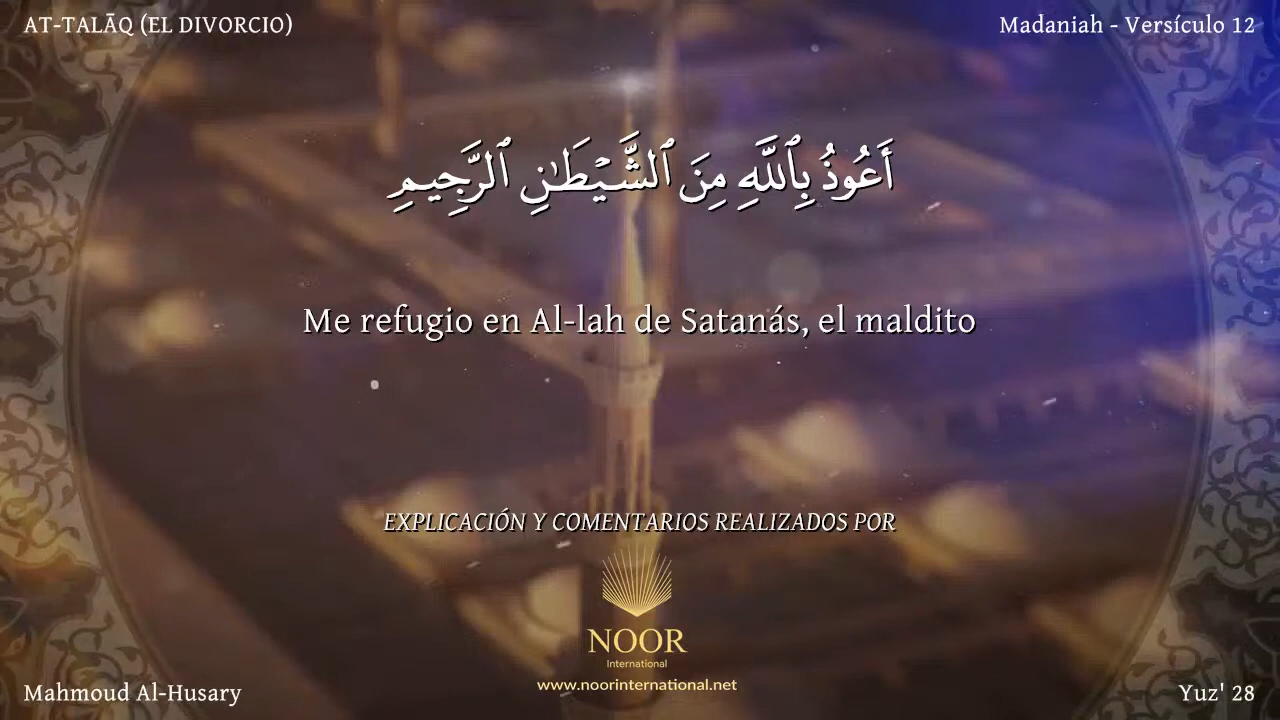 AT-TALĀQ (EL DIVORCIO)
Madaniah - Versículo 12
أَعُوذُ بِٱللَّهِ مِنَ ٱلشَّيْطَـٰنِ ٱلرَّجِيمِ
Me refugio en Al-lah de Satanás, el maldito
EXPLICACIÓN Y COMENTARIOS REALIZADOS POR
NOOR
International
www.noorinternational.net
Mahmoud Al-Husary
Yuz' 28